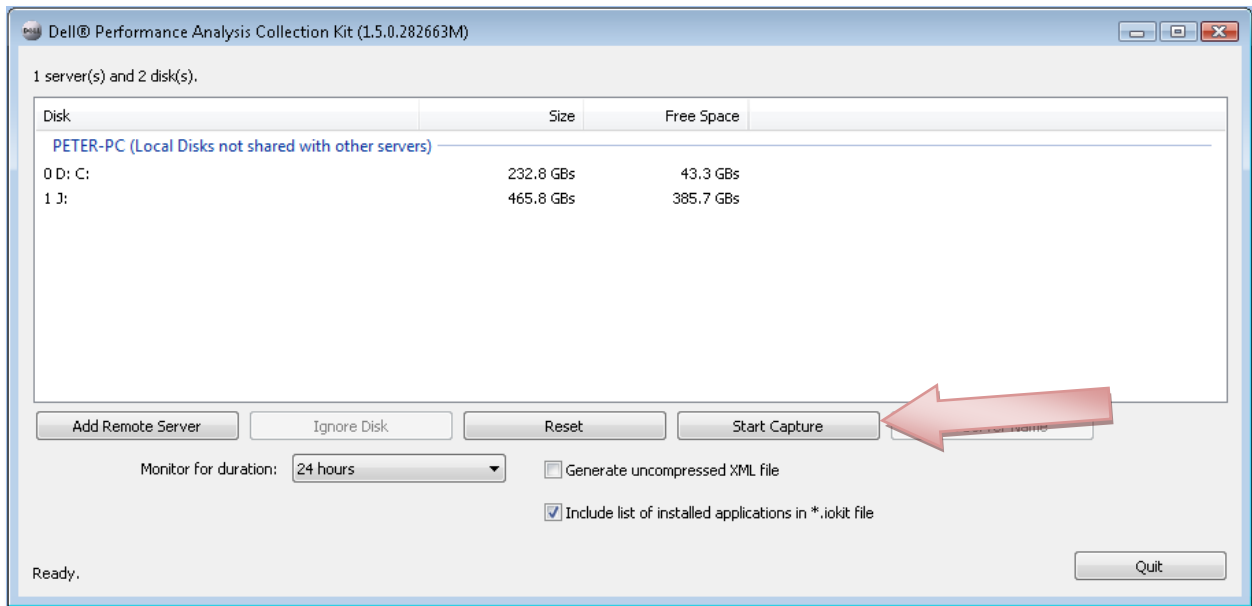 Dell® Performance Analysis Collection Kit (1.5.0.282663M)
1 server(s) and 2 disk(s).
Disk Size Free Space
PETER-PC (Local Disks not shared with other servers)
0 D: C: 232.8 GBs 43.3 GBs
1 J: 465.8 GBs 385.7 GBs
Add Remote Server Ignore Disk Reset Start Capture Name
Monitor for duration: 24 hours Generate uncompressed XML file
Include list of installed applications in *.iokit file
Ready. Quit